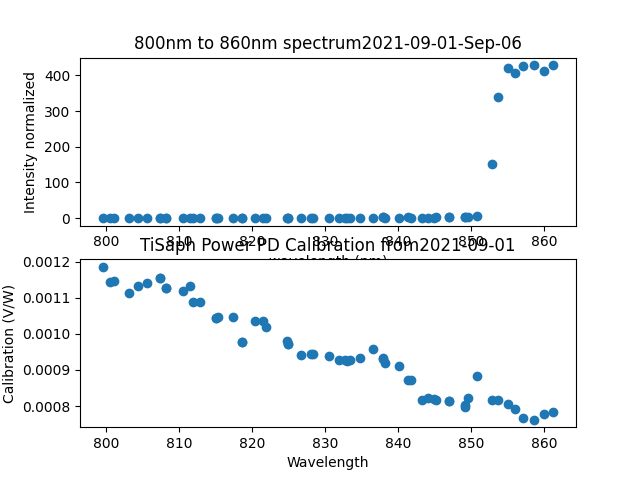 800nm to 860nm spectrum2021-09-01-Sep-06
Intensity normalized
400
300
200
100
0
800 810 820 830 840 850 860
wavelength (nm)
TiSaph Power PD Calibration from2021-09-01
Calibration (V/W)
0.0012
0.0011
0.0010
0.0009
0.0008
800 810 820 830 840 850 860
Wavelength